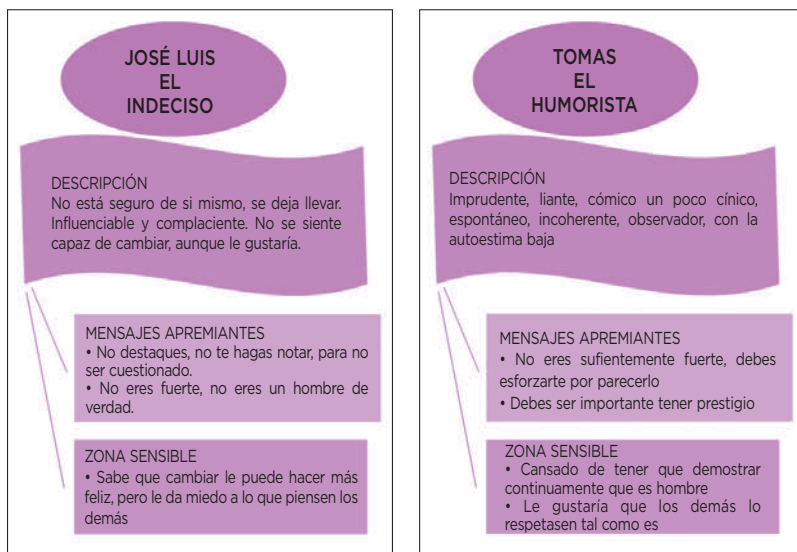 JOSÉ LUIS
EL
INDECISO
DESCRIPCIÓN
No está seguro de si mismo, se deja llevar.
Influenciable y complaciente. No se siente
capaz de cambiar, aunque le gustaría.
MENSAJES APREMIANTES
• No destaques, no te hagas notar, para no
ser cuestionado.
• No eres fuerte, no eres un hombre de
verdad.
ZONA SENSIBLE
• Sabe que cambiar le puede hacer más
feliz, pero le da miedo a lo que piensen los
demás
TOMAS
EL
HUMORISTA
DESCRIPCIÓN
Imprudente, liante, cómico un poco cínico,
espontáneo, incoherente, observador, con la
autoestima baja
MENSAJES APREMIANTES
• No eres sufientemente fuerte, debes
esforzarte por parecerlo
• Debes ser importante tener prestigio
ZONA SENSIBLE
• Cansado de tener que demostrar
continuamente que es hombre
• Le gustaría que los demás lo
respetasen tal como es